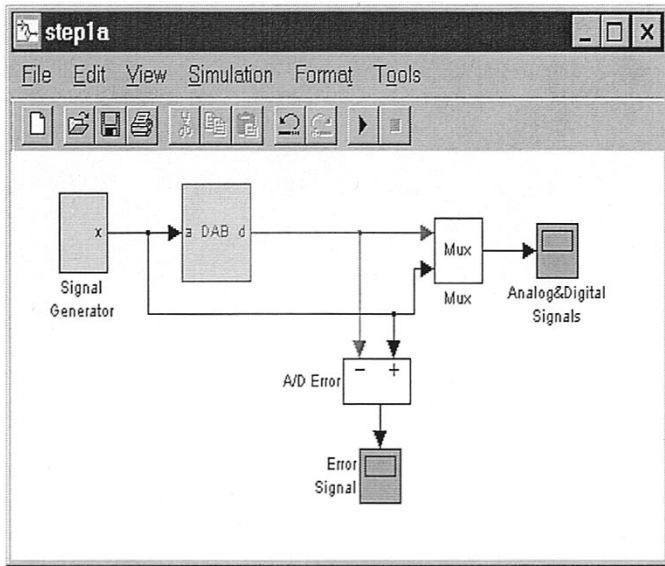 step1a
File Edit View Simulation Format Tools
x
a DAB d
Signal
Generator
Mux
Mux
Analog&Digital
Signals
A/D Error
− +
Error
Signal